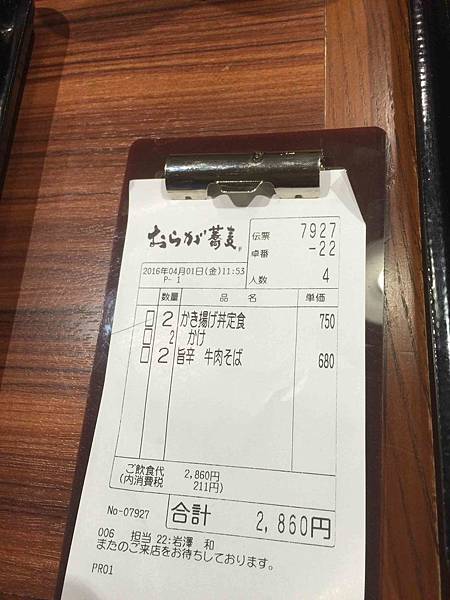 おらが蕎麦
伝票 7927
卓番 -22
2016年04月01日(金)11:53
P- 1
人数 4
数量 品 名 単価
2 かき揚げ丼定食 750
2 かけ
2 旨辛 牛肉そば 680
ご飲食代 2,860円
(内消費税 211円)
No-07927 合計 2,860円
006 担当 22:岩澤 和
またのご来店をお待ちしております。
PR01